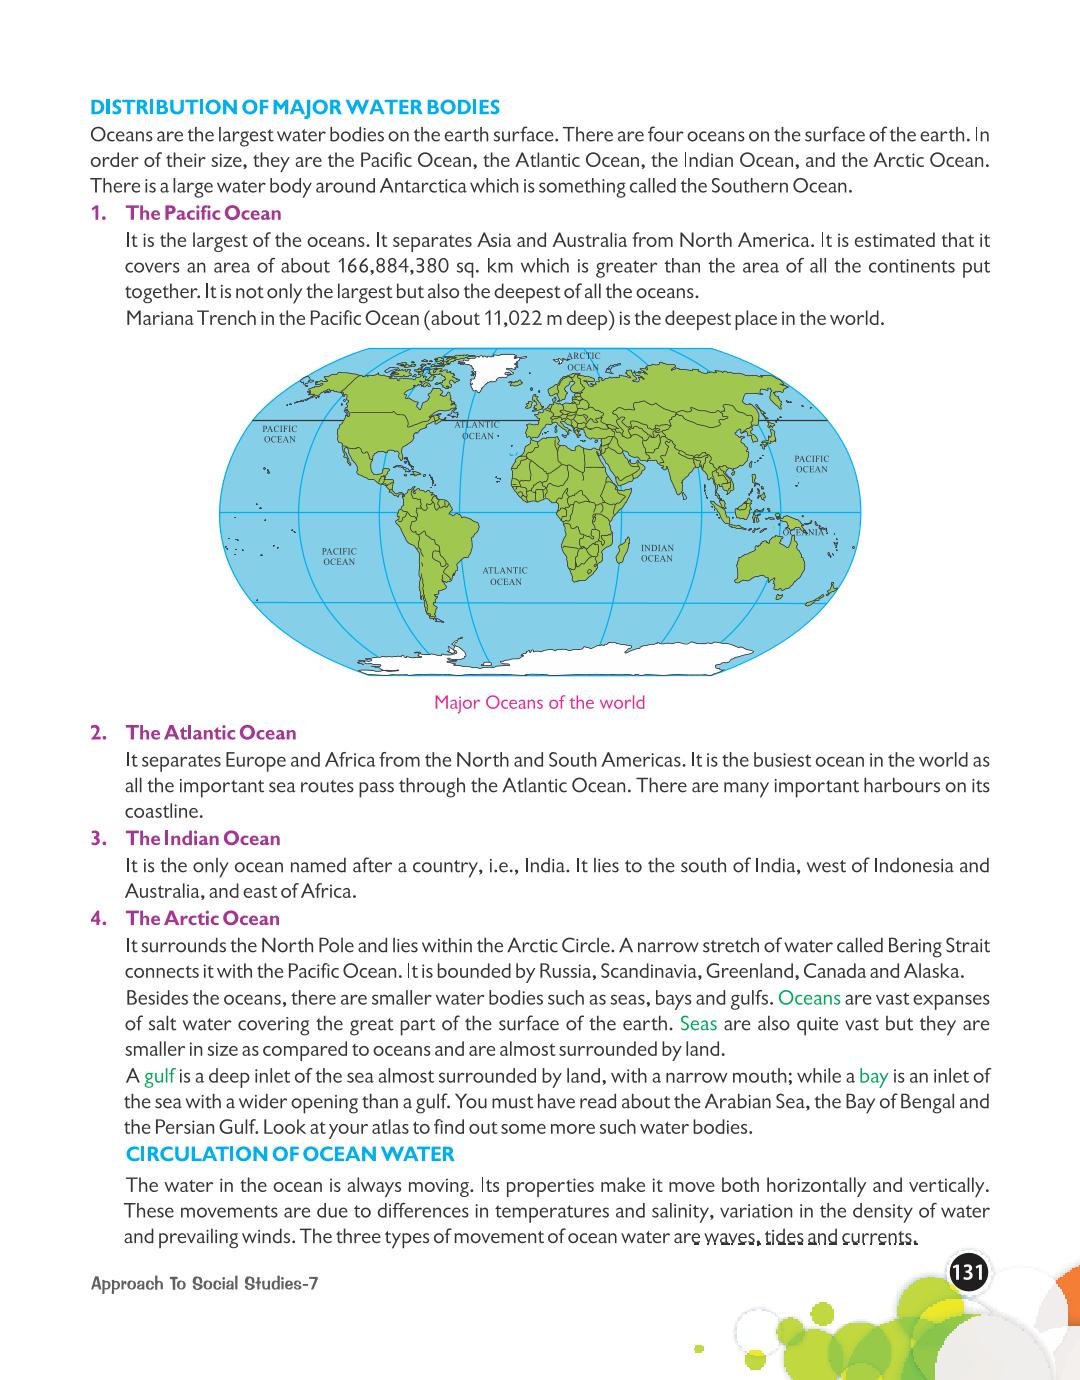 DISTRIBUTION OF MAJOR WATER BODIES
Oceans are the largest water bodies on the earth surface. There are four oceans on the surface of the earth. In
order of their size, they are the Pacific Ocean, the Atlantic Ocean, the Indian Ocean, and the Arctic Ocean.
There is a large water body around Antarctica which is something called the Southern Ocean.
1. The Pacific Ocean
It is the largest of the oceans. It separates Asia and Australia from North America. It is estimated that it
covers an area of about 166,884,380 sq. km which is greater than the area of all the continents put
together. It is not only the largest but also the deepest of all the oceans.
Mariana Trench in the Pacific Ocean (about 11,022 m deep) is the deepest place in the world.
ARCTIC
OCEAN
PACIFIC
OCEAN
ATLANTIC
OCEAN
PACIFIC
OCEAN
OCEANIA
PACIFIC
OCEAN
INDIAN
OCEAN
ATLANTIC
OCEAN
Major Oceans of the world
2. The Atlantic Ocean
It separates Europe and Africa from the North and South Americas. It is the busiest ocean in the world as
all the important sea routes pass through the Atlantic Ocean. There are many important harbours on its
coastline.
3. The Indian Ocean
It is the only ocean named after a country, i.e., India. It lies to the south of India, west of Indonesia and
Australia, and east of Africa.
4. The Arctic Ocean
It surrounds the North Pole and lies within the Arctic Circle. A narrow stretch of water called Bering Strait
connects it with the Pacific Ocean. It is bounded by Russia, Scandinavia, Greenland, Canada and Alaska.
Besides the oceans, there are smaller water bodies such as seas, bays and gulfs. Oceans are vast expanses
of salt water covering the great part of the surface of the earth. Seas are also quite vast but they are
smaller in size as compared to oceans and are almost surrounded by land.
A gulf is a deep inlet of the sea almost surrounded by land, with a narrow mouth; while a bay is an inlet of
the sea with a wider opening than a gulf. You must have read about the Arabian Sea, the Bay of Bengal and
the Persian Gulf. Look at your atlas to find out some more such water bodies.
CIRCULATION OF OCEAN WATER
The water in the ocean is always moving. Its properties make it move both horizontally and vertically.
These movements are due to differences in temperatures and salinity, variation in the density of water
and prevailing winds. The three types of movement of ocean water are waves, tides and currents.
Approach To Social Studies-7
131